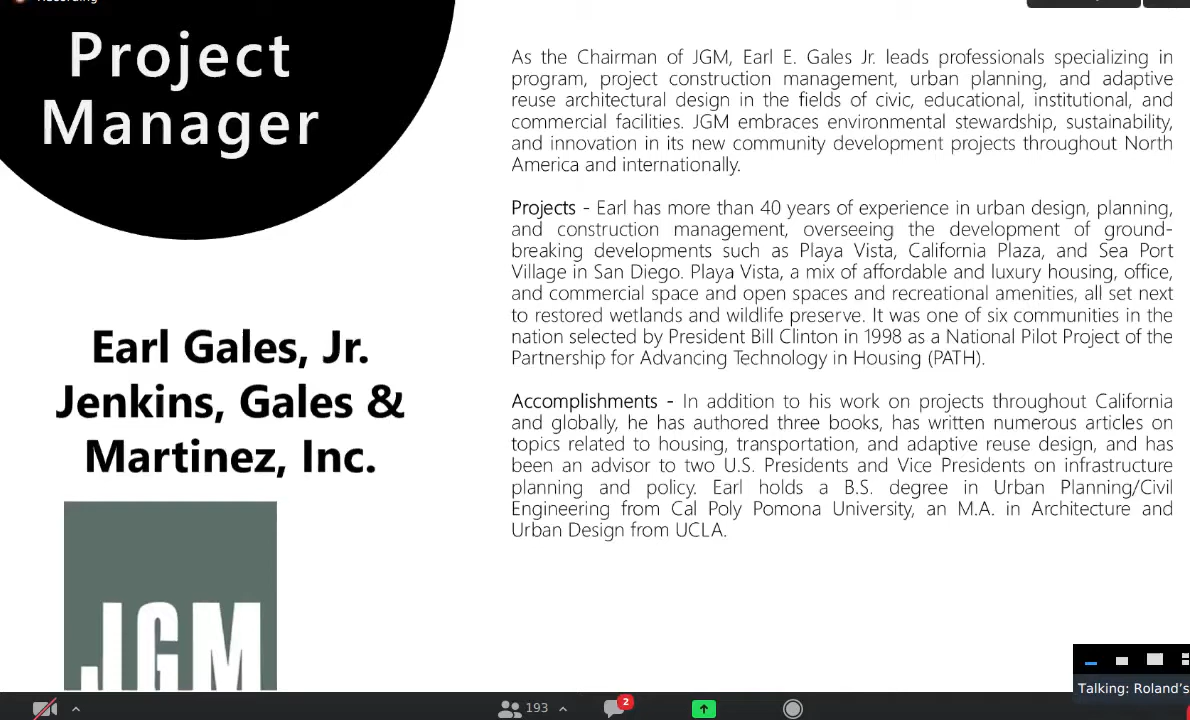 Recording
Project
Manager
As the Chairman of JGM, Earl E. Gales Jr. leads professionals specializing in
program, project construction management, urban planning, and adaptive
reuse architectural design in the fields of civic, educational, institutional, and
commercial facilities. JGM embraces environmental stewardship, sustainability,
and innovation in its new community development projects throughout North
America and internationally.
Projects - Earl has more than 40 years of experience in urban design, planning,
and construction management, overseeing the development of ground-
breaking developments such as Playa Vista, California Plaza, and Sea Port
Village in San Diego. Playa Vista, a mix of affordable and luxury housing, office,
and commercial space and open spaces and recreational amenities, all set next
to restored wetlands and wildlife preserve. It was one of six communities in the
nation selected by President Bill Clinton in 1998 as a National Pilot Project of the
Partnership for Advancing Technology in Housing (PATH).
Accomplishments - In addition to his work on projects throughout California
and globally, he has authored three books, has written numerous articles on
topics related to housing, transportation, and adaptive reuse design, and has
been an advisor to two U.S. Presidents and Vice Presidents on infrastructure
planning and policy. Earl holds a B.S. degree in Urban Planning/Civil
Engineering from Cal Poly Pomona University, an M.A. in Architecture and
Urban Design from UCLA.
Earl Gales, Jr.
Jenkins, Gales &
Martinez, Inc.
JGM
Talking: Roland's
193
2